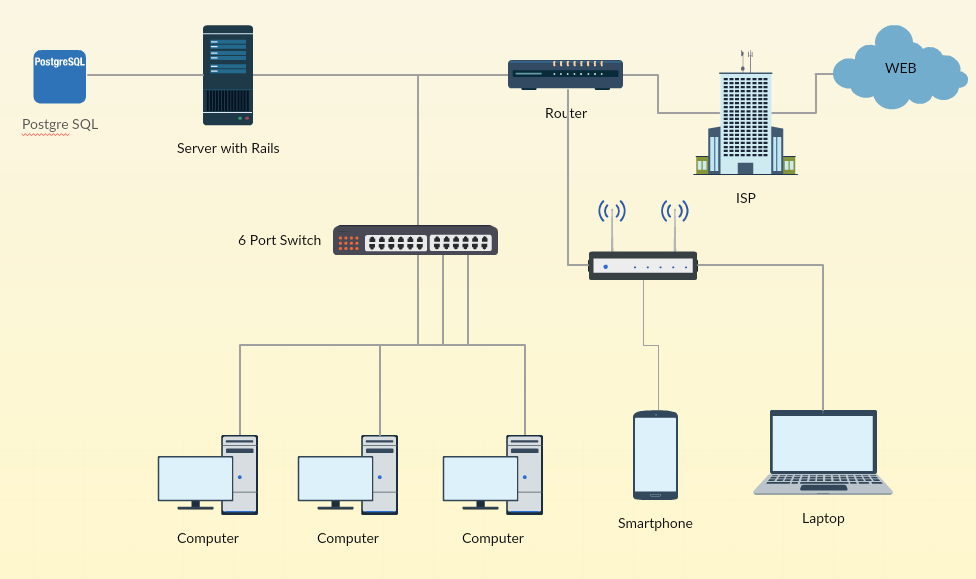 PostgreSQL
Postgre SQL
Server with Rails
Router
WEB
ISP
6 Port Switch
Computer
Computer
Computer
Smartphone
Laptop